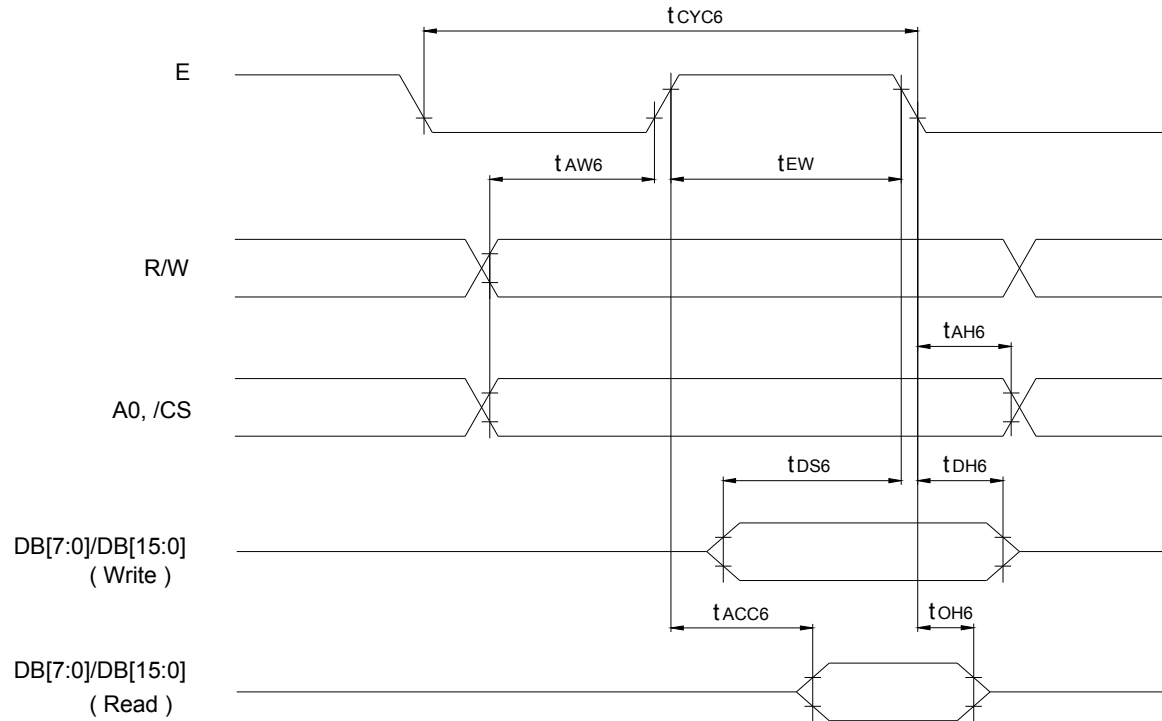 tCYC6
E
tAW6
tEW
R/W
tAH6
A0, /CS
tDS6
tDH6
DB[7:0]/DB[15:0]
( Write )
tACC6
tOH6
DB[7:0]/DB[15:0]
( Read )